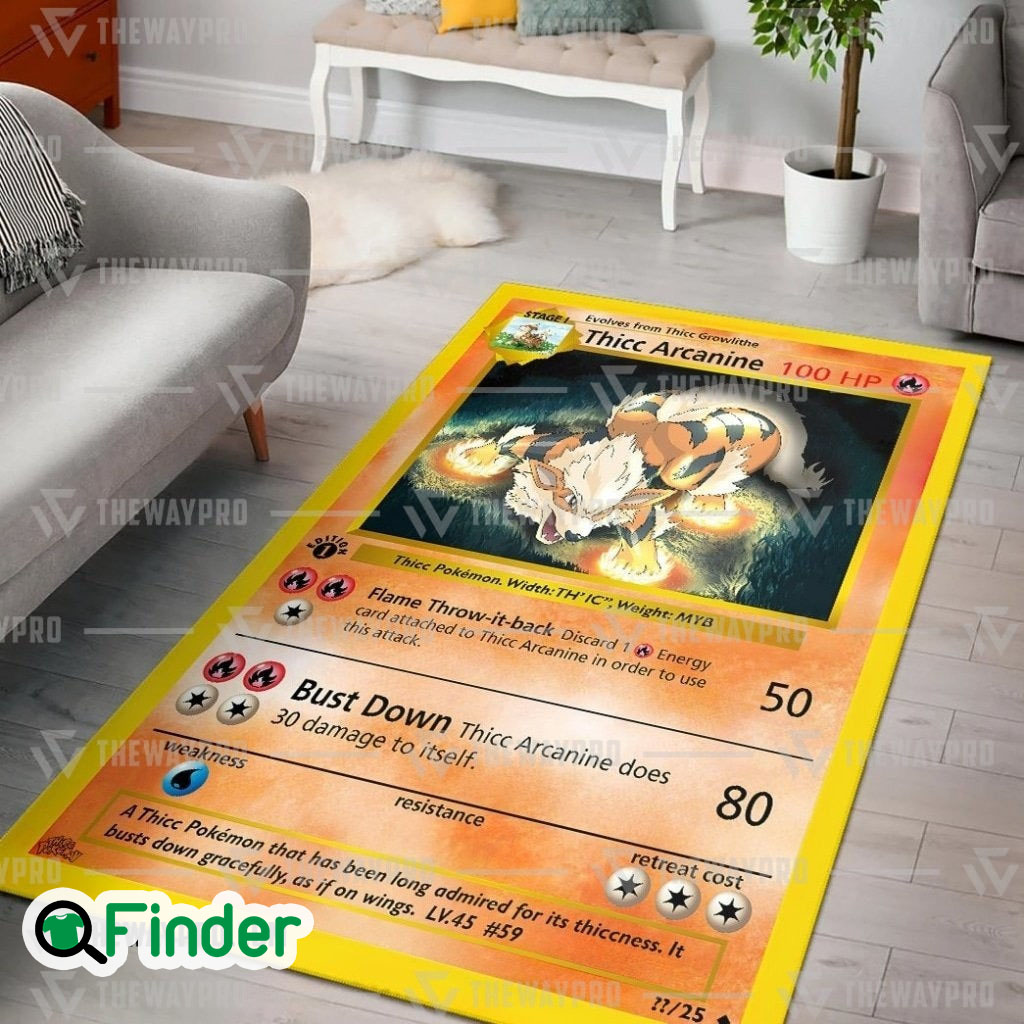 THEWAYPRO
STAGE 1
Evolves from Thicc Growlithe
Thicc Arcanine 100 HP
EDITION
1
Thicc Pokémon. Width: TH' IC", Weight: MYB
Flame Throw-it-back Discard 1 Energy
card attached to Thicc Arcanine in order to use
this attack.
50
Bust Down Thicc Arcanine does
30 damage to itself.
80
weakness
resistance
retreat cost
A Thicc Pokémon that has been long admired for its thiccness. It
busts down gracefully, as if on wings. LV.45 #59
??/25
Finder